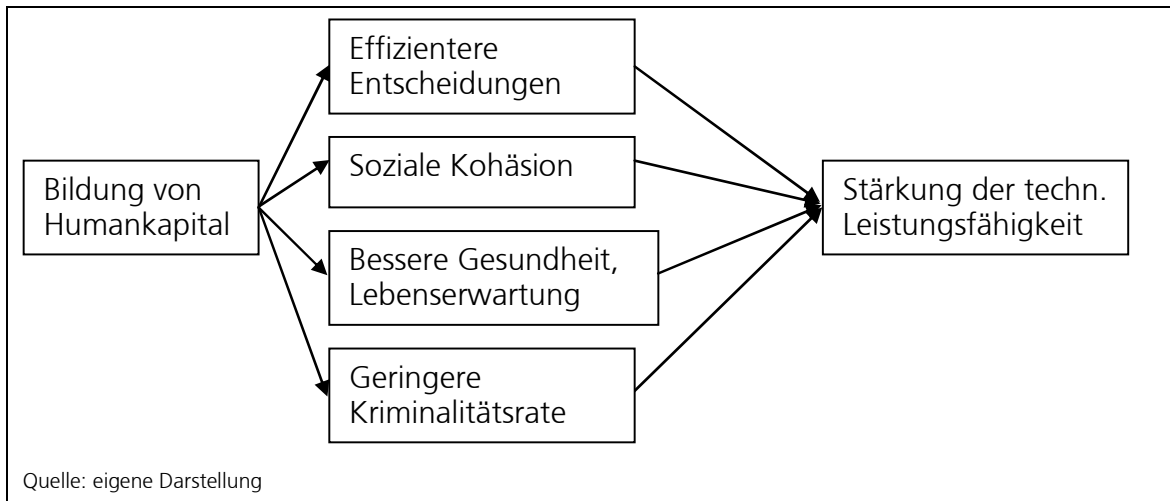 Effizientere
Entscheidungen
Soziale Kohäsion
Bildung von
Humankapital
Stärkung der techn.
Leistungsfähigkeit
Bessere Gesundheit,
Lebenserwartung
Geringere
Kriminalitätsrate
Quelle: eigene Darstellung